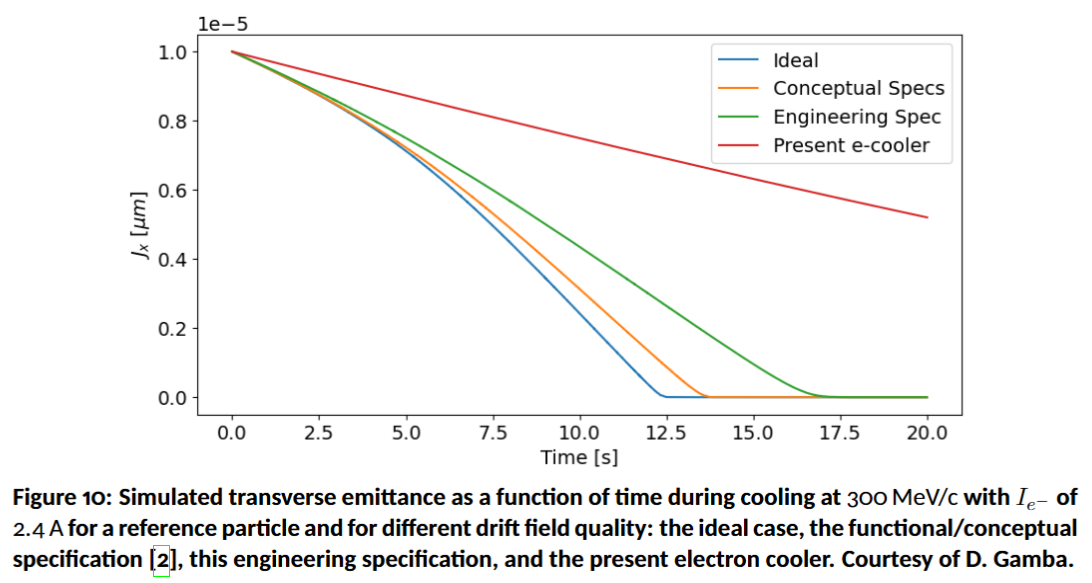 1e−5
1.0
0.8
0.6
0.4
0.2
0.0
J_x [μm]
Ideal
Conceptual Specs
Engineering Spec
Present e-cooler
0.0 2.5 5.0 7.5 10.0 12.5 15.0 17.5 20.0
Time [s]
Figure 10: Simulated transverse emittance as a function of time during cooling at 300 MeV/c with I_e− of
2.4 A for a reference particle and for different drift field quality: the ideal case, the functional/conceptual
specification [2], this engineering specification, and the present electron cooler. Courtesy of D. Gamba.